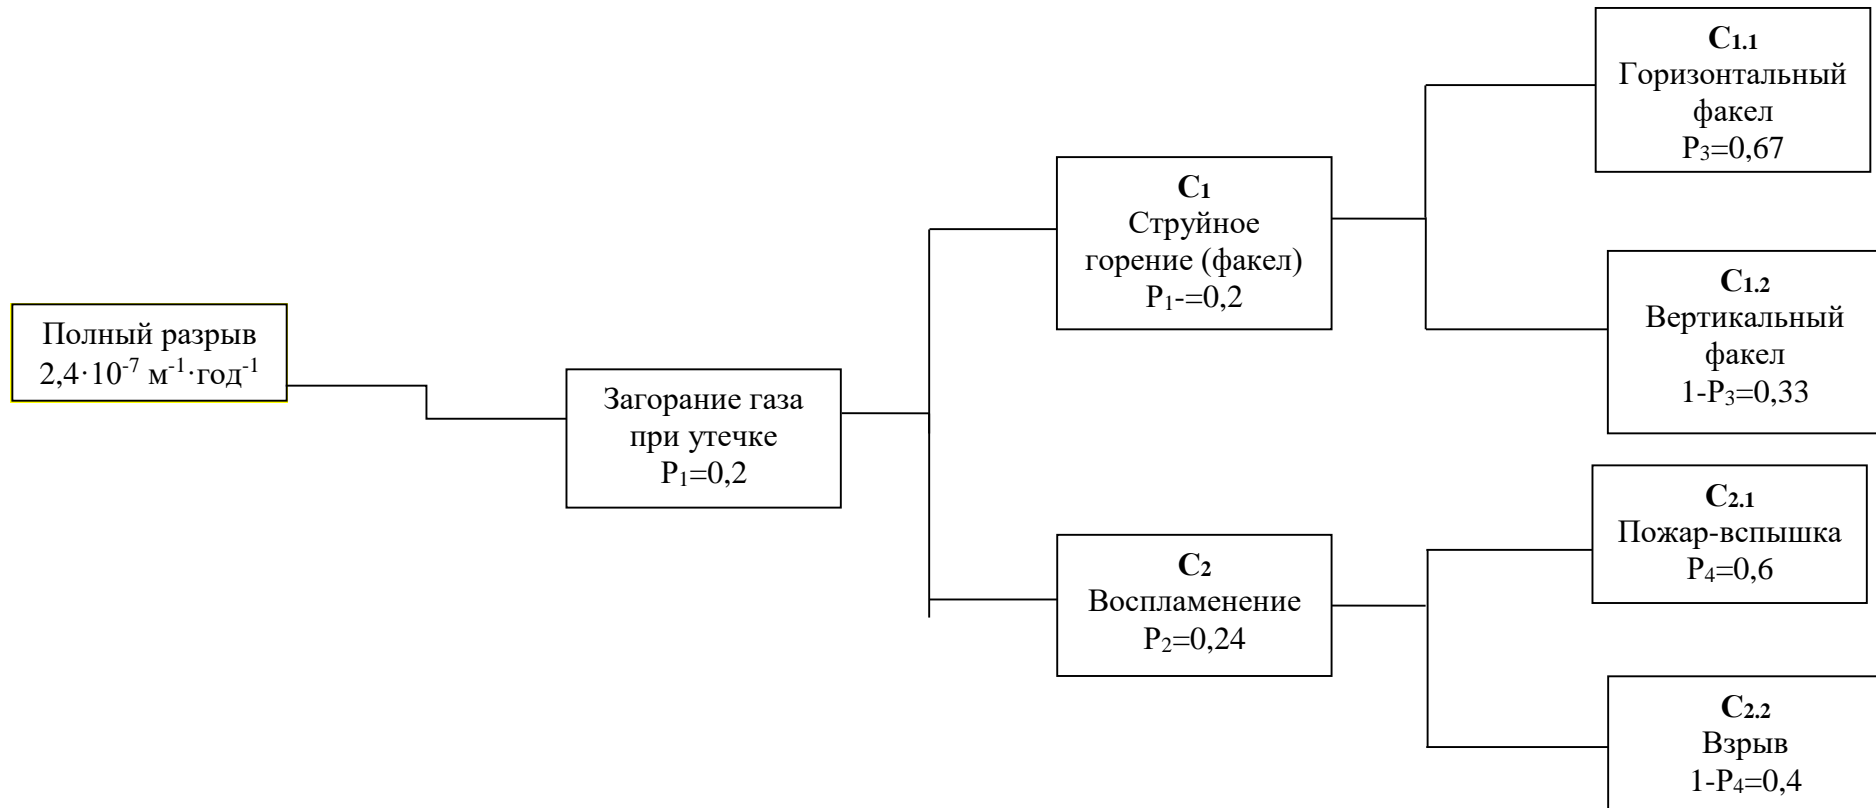 Полный разрыв
2,4·10⁻⁷ м⁻¹·год⁻¹
Загорание газа
при утечке
P₁=0,2
C₁
Струйное
горение (факел)
P₁-=0,2
C₂
Воспламенение
P₂=0,24
C₁.₁
Горизонтальный
факел
P₃=0,67
C₁.₂
Вертикальный
факел
1-P₃=0,33
C₂.₁
Пожар-вспышка
P₄=0,6
C₂.₂
Взрыв
1-P₄=0,4